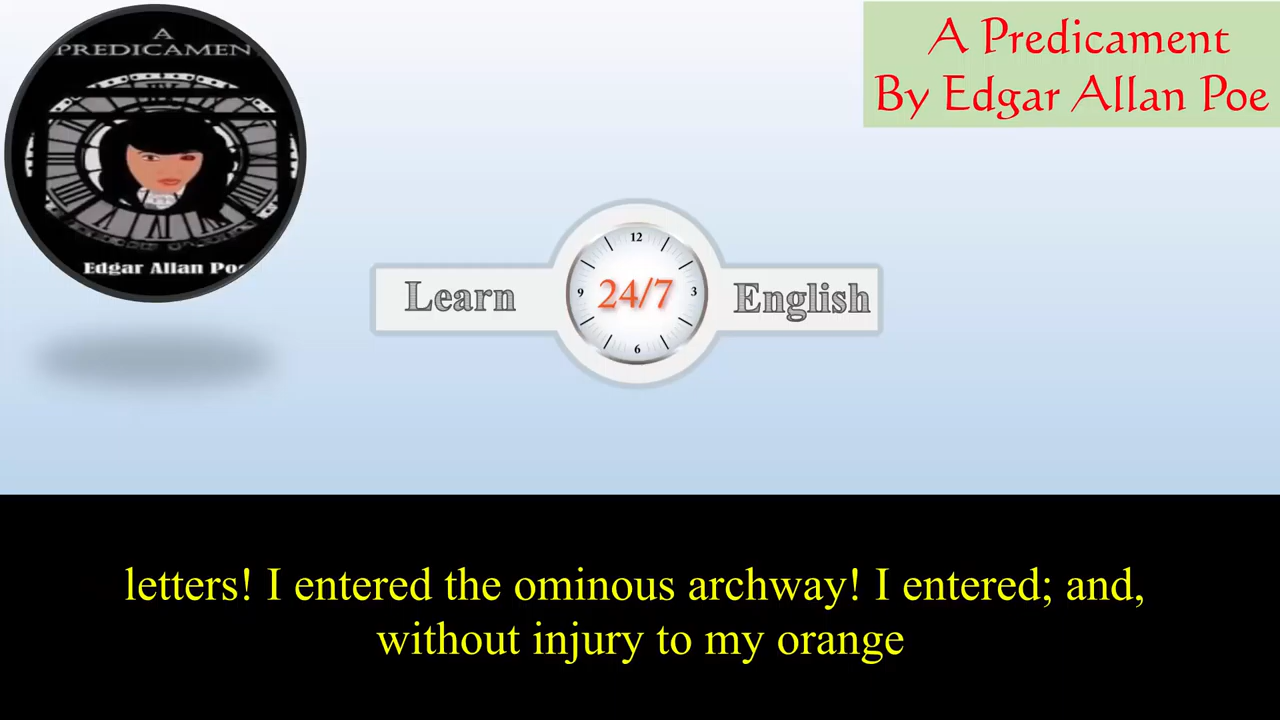 A
PREDICAMEN
Edgar Allan Poe
A Predicament
By Edgar Allan Poe
12
9
3
6
Learn
24/7
English
letters! I entered the ominous archway! I entered; and,
without injury to my orange